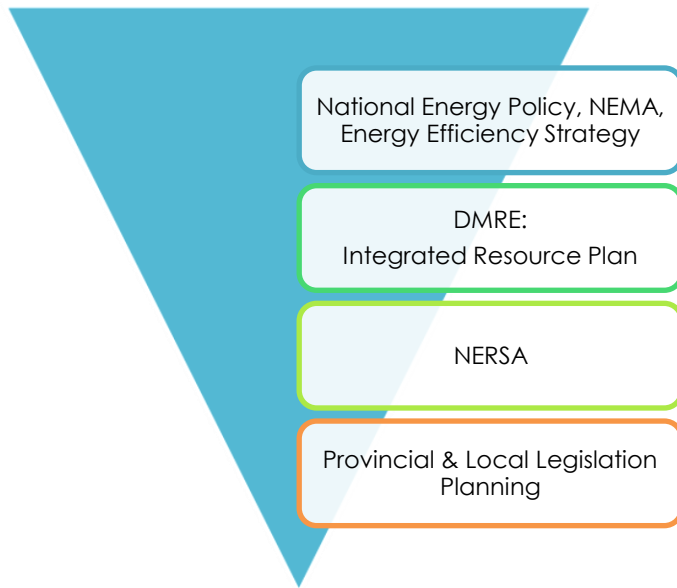 National Energy Policy, NEMA,
Energy Efficiency Strategy
DMRE:
Integrated Resource Plan
NERSA
Provincial & Local Legislation
Planning